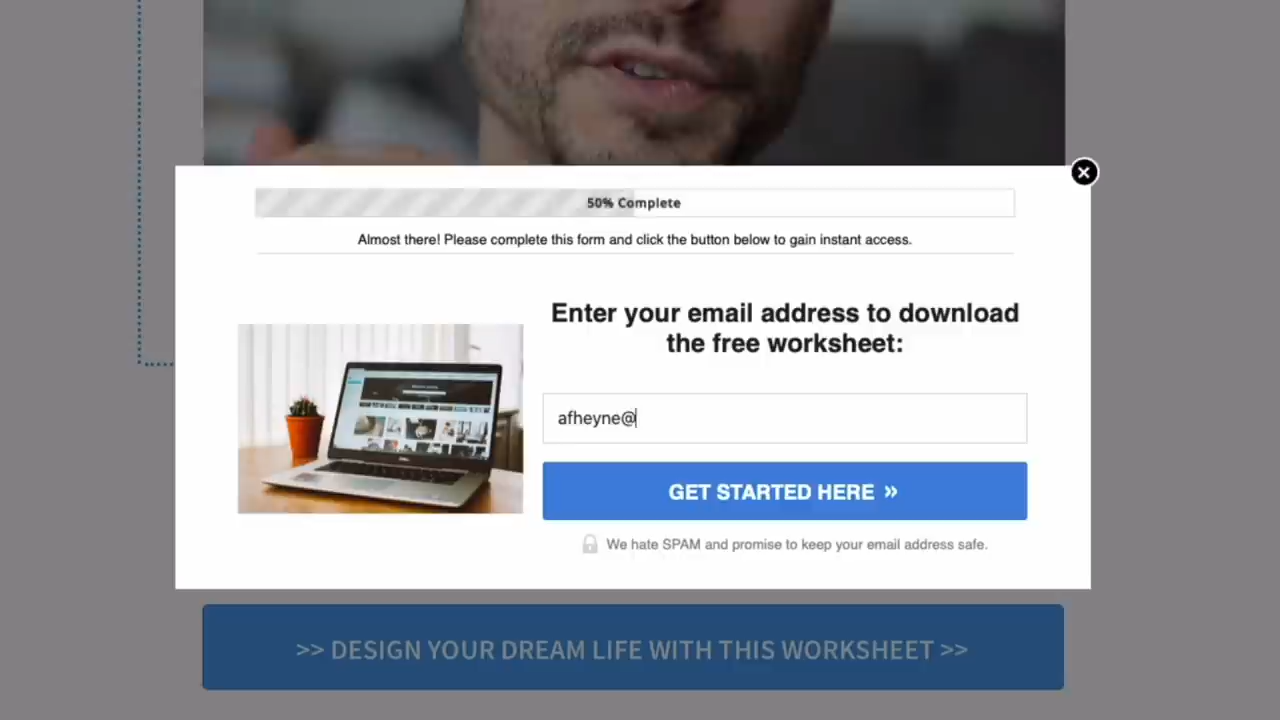 50% Complete
Almost there! Please complete this form and click the button below to gain instant access.
Enter your email address to download
the free worksheet:
afheyne@
GET STARTED HERE »
We hate SPAM and promise to keep your email address safe.
>> DESIGN YOUR DREAM LIFE WITH THIS WORKSHEET >>